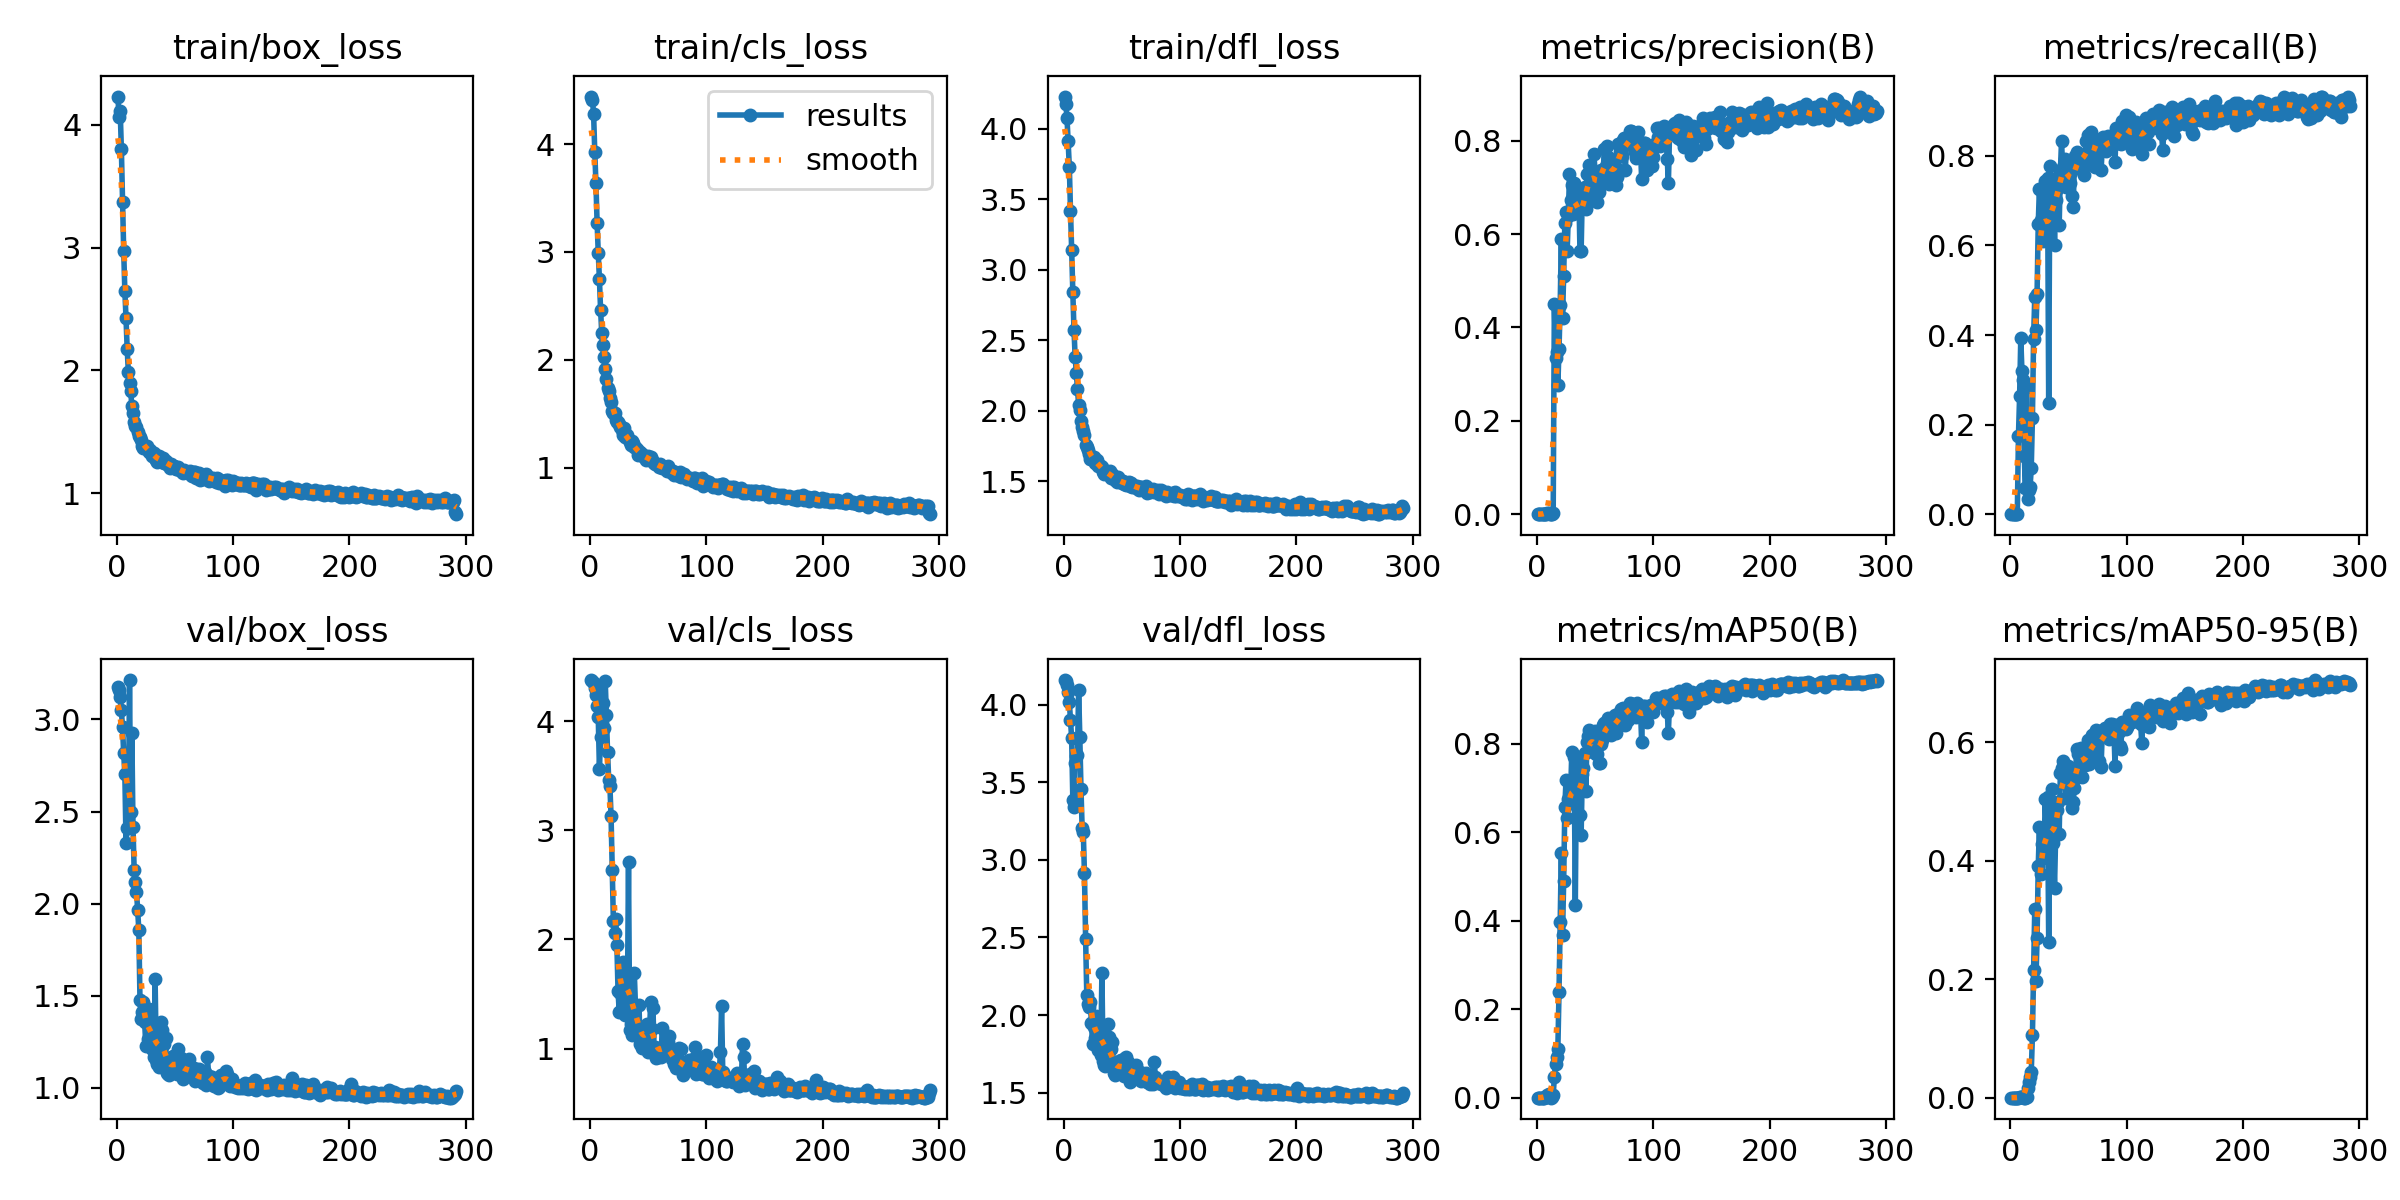 train/box_loss
train/cls_loss
train/dfl_loss
metrics/precision(B)
metrics/recall(B)
results
smooth
4
3
2
1
0 100 200 300
4
3
2
1
0 100 200 300
4.0
3.5
3.0
2.5
2.0
1.5
0 100 200 300
0.8
0.6
0.4
0.2
0.0
0 100 200 300
0.8
0.6
0.4
0.2
0.0
0 100 200 300
val/box_loss
val/cls_loss
val/dfl_loss
metrics/mAP50(B)
metrics/mAP50-95(B)
3.0
2.5
2.0
1.5
1.0
0 100 200 300
4
3
2
1
0 100 200 300
4.0
3.5
3.0
2.5
2.0
1.5
0 100 200 300
0.8
0.6
0.4
0.2
0.0
0 100 200 300
0.6
0.4
0.2
0.0
0 100 200 300